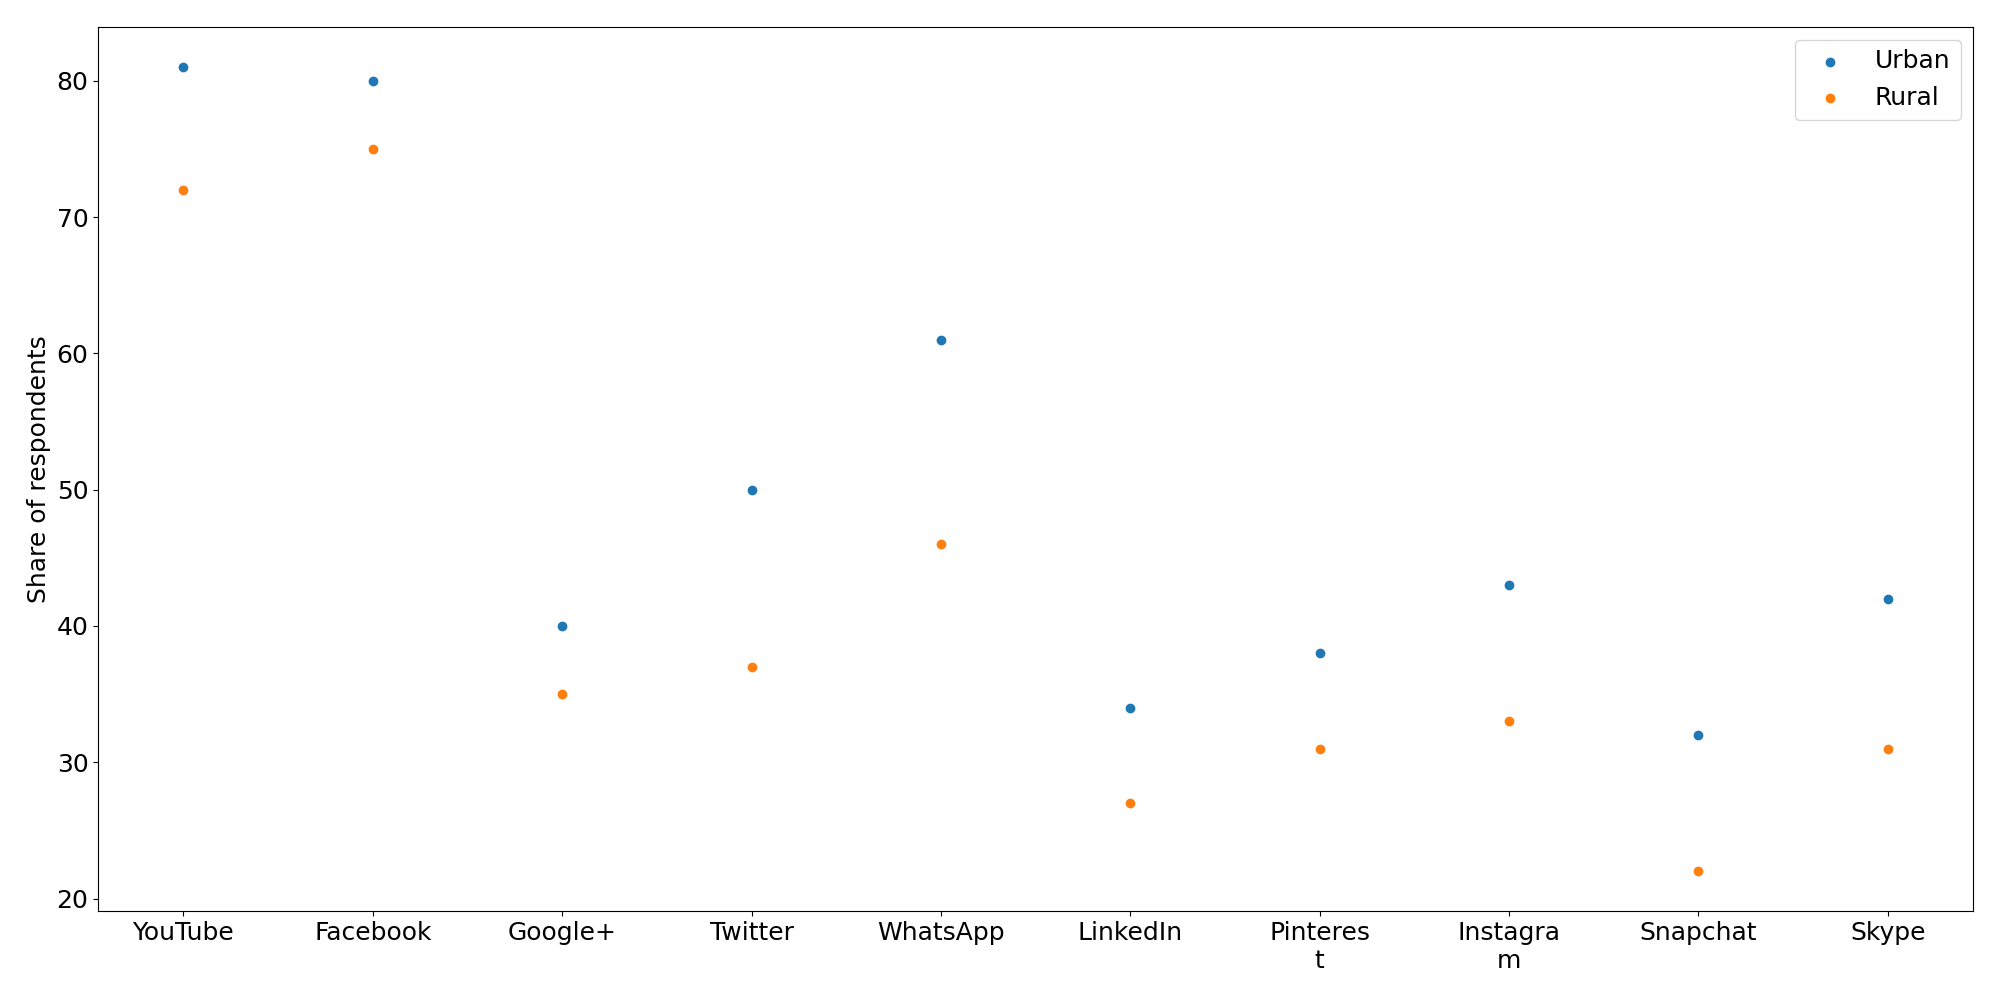 Urban
Rural
80
70
60
50
40
30
20
Share of respondents
YouTube
Facebook
Google+
Twitter
WhatsApp
LinkedIn
Pinteres
t
Instagra
m
Snapchat
Skype